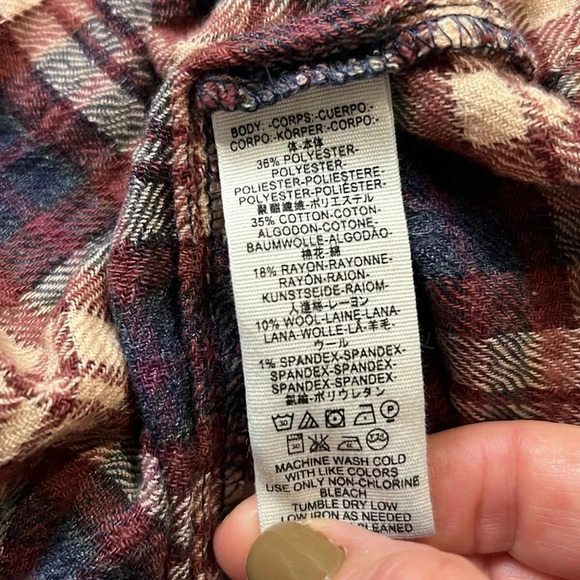 BODY: -CORPS:-CUERPO:-
CORPO:-KÖRPER:-CORPO:-
体-本体
36% POLYESTER-
POLYESTER-
POLIESTER-POLIESTERE-
POLYESTER-POLIÉSTER-
聚酯纖維-ポリエステル
35% COTTON-COTON-
ALGODON-COTONE-
BAUMWOLLE-ALGODÃO-
棉花-綿
18% RAYON-RAYONNE-
RAYÓN-RAION-
KUNSTSEIDE-RAIOM-
人造絲-レーヨン
10% WOOL-LAINE-LANA-
LANA-WOLLE-LÃ-羊毛-
ウール
1% SPANDEX-SPANDEX-
SPANDEX-SPANDEX-
SPANDEX-SPANDEX-
氨綸-ポリウレタン
30 P
30
MACHINE WASH COLD
WITH LIKE COLORS
USE ONLY NON-CHLORINE
BLEACH
TUMBLE DRY LOW
LOW IRON AS NEEDED
CLEANED